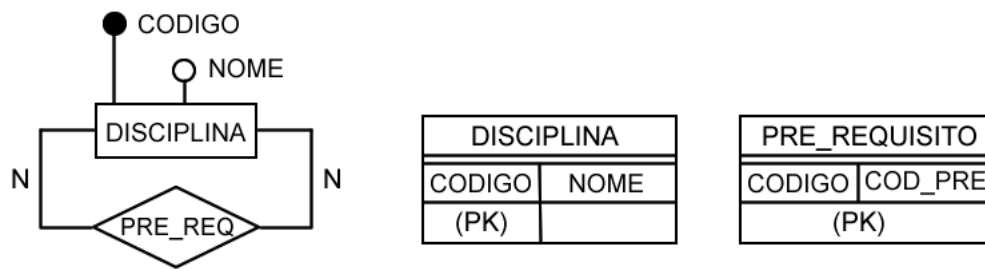 CODIGO
NOME
DISCIPLINA
N
N
PRE_REQ
DISCIPLINA
CODIGO NOME
(PK)
PRE_REQUISITO
CODIGO COD_PRE
(PK)